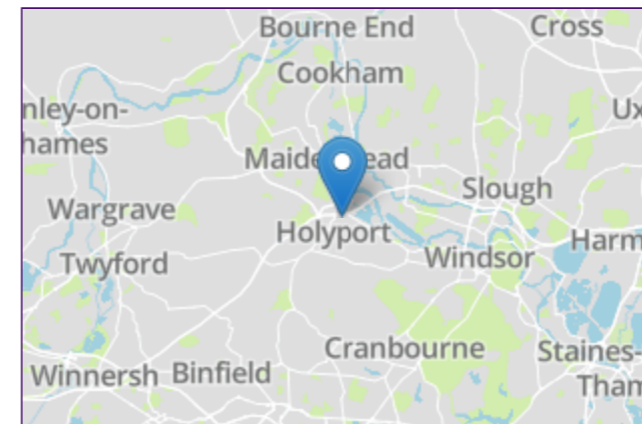 Bourne End
Cross
Cookham
nley-on-
hames
Ux
Maide ead
Slough
Wargrave
Holyport
Harm
Twyford
Windsor
Cranbourne
Staines-
Winnersh
Binfield
Tham